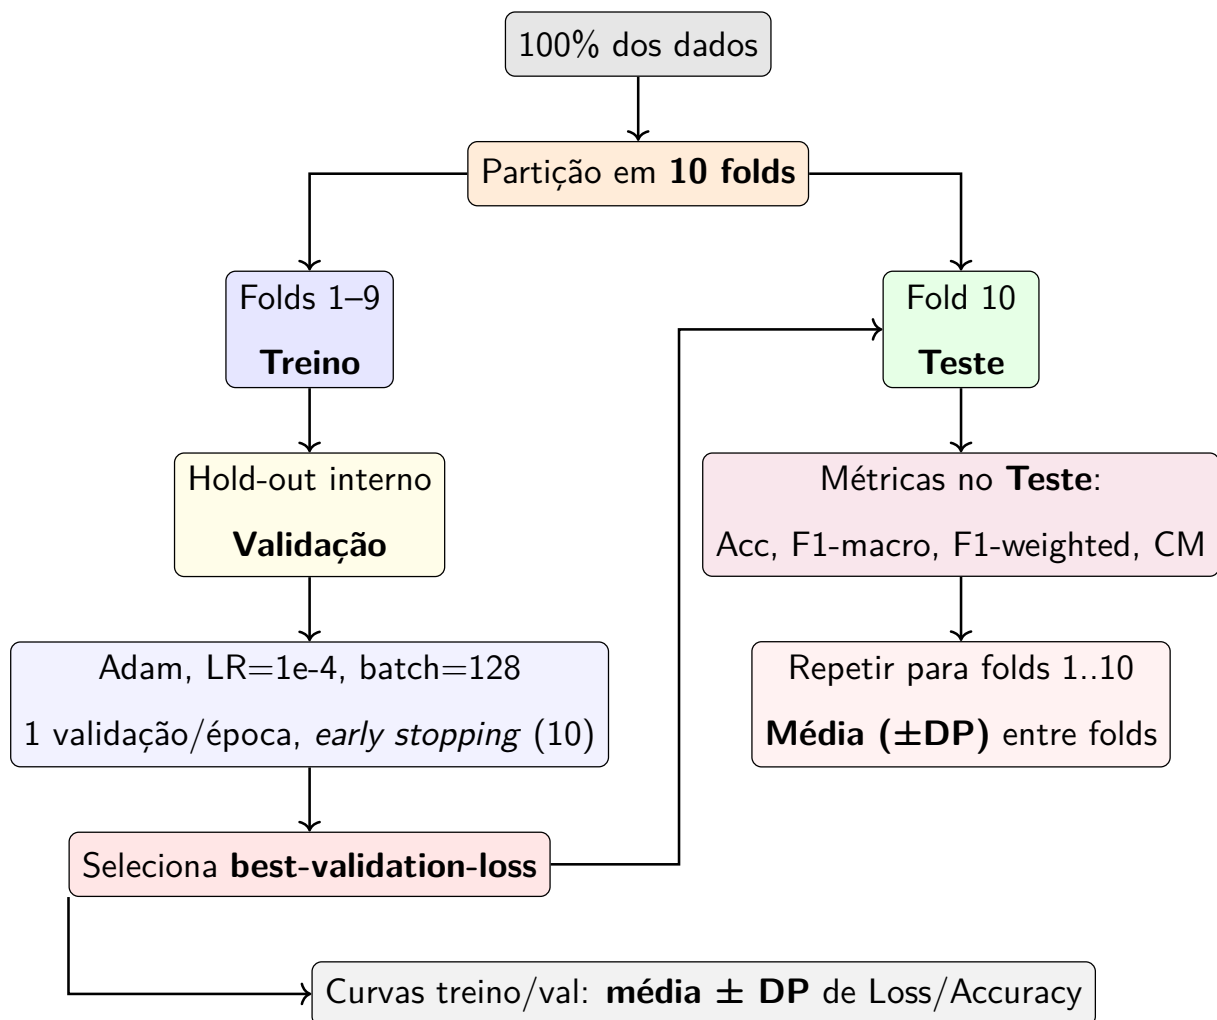 100% dos dados
Partição em 10 folds
Folds 1–9
Treino
Fold 10
Teste
Hold-out interno
Validação
Métricas no Teste:
Acc, F1-macro, F1-weighted, CM
Adam, LR=1e-4, batch=128
1 validação/época, early stopping (10)
Repetir para folds 1..10
Média (±DP) entre folds
Seleciona best-validation-loss
Curvas treino/val: média ± DP de Loss/Accuracy